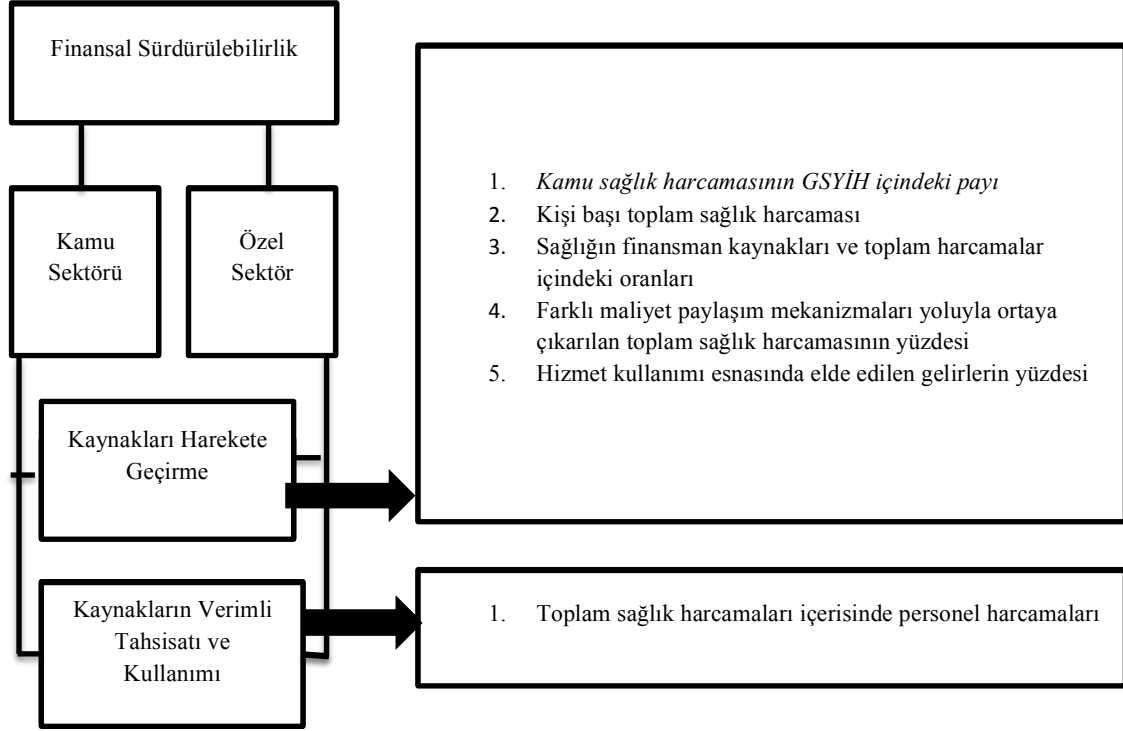 Finansal Sürdürülebilirlik
Kamu
Sektörü
Özel
Sektör
Kaynakları Harekete
Geçirme
Kaynakların Verimli
Tahsisatı ve
Kullanımı
1. Kamu sağlık harcamasının GSYİH içindeki payı
2. Kişi başı toplam sağlık harcaması
3. Sağlığın finansman kaynakları ve toplam harcamalar
içindeki oranları
4. Farklı maliyet paylaşım mekanizmaları yoluyla ortaya
çıkarılan toplam sağlık harcamasının yüzdesi
5. Hizmet kullanımı esnasında elde edilen gelirlerin yüzdesi
1. Toplam sağlık harcamaları içerisinde personel harcamaları